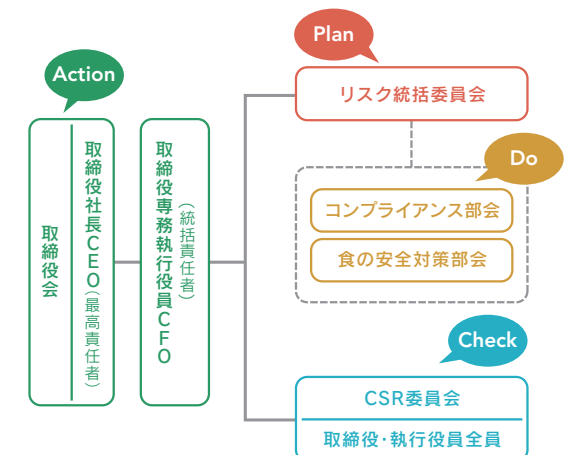 Action
取締役会
取締役社長CEO(最高責任者)
取締役専務執行役員CFO
(統括責任者)
Plan
リスク統括委員会
Do
コンプライアンス部会
食の安全対策部会
Check
CSR委員会
取締役・執行役員全員